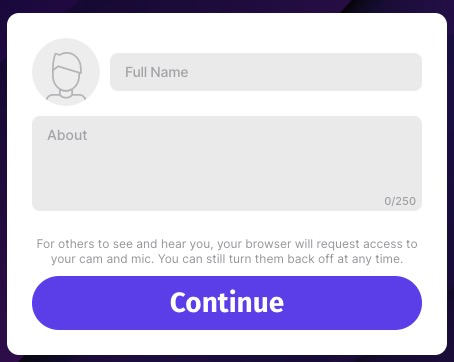 Full Name
About
0/250
For others to see and hear you, your browser will request access to
your cam and mic. You can still turn them back off at any time.
Continue